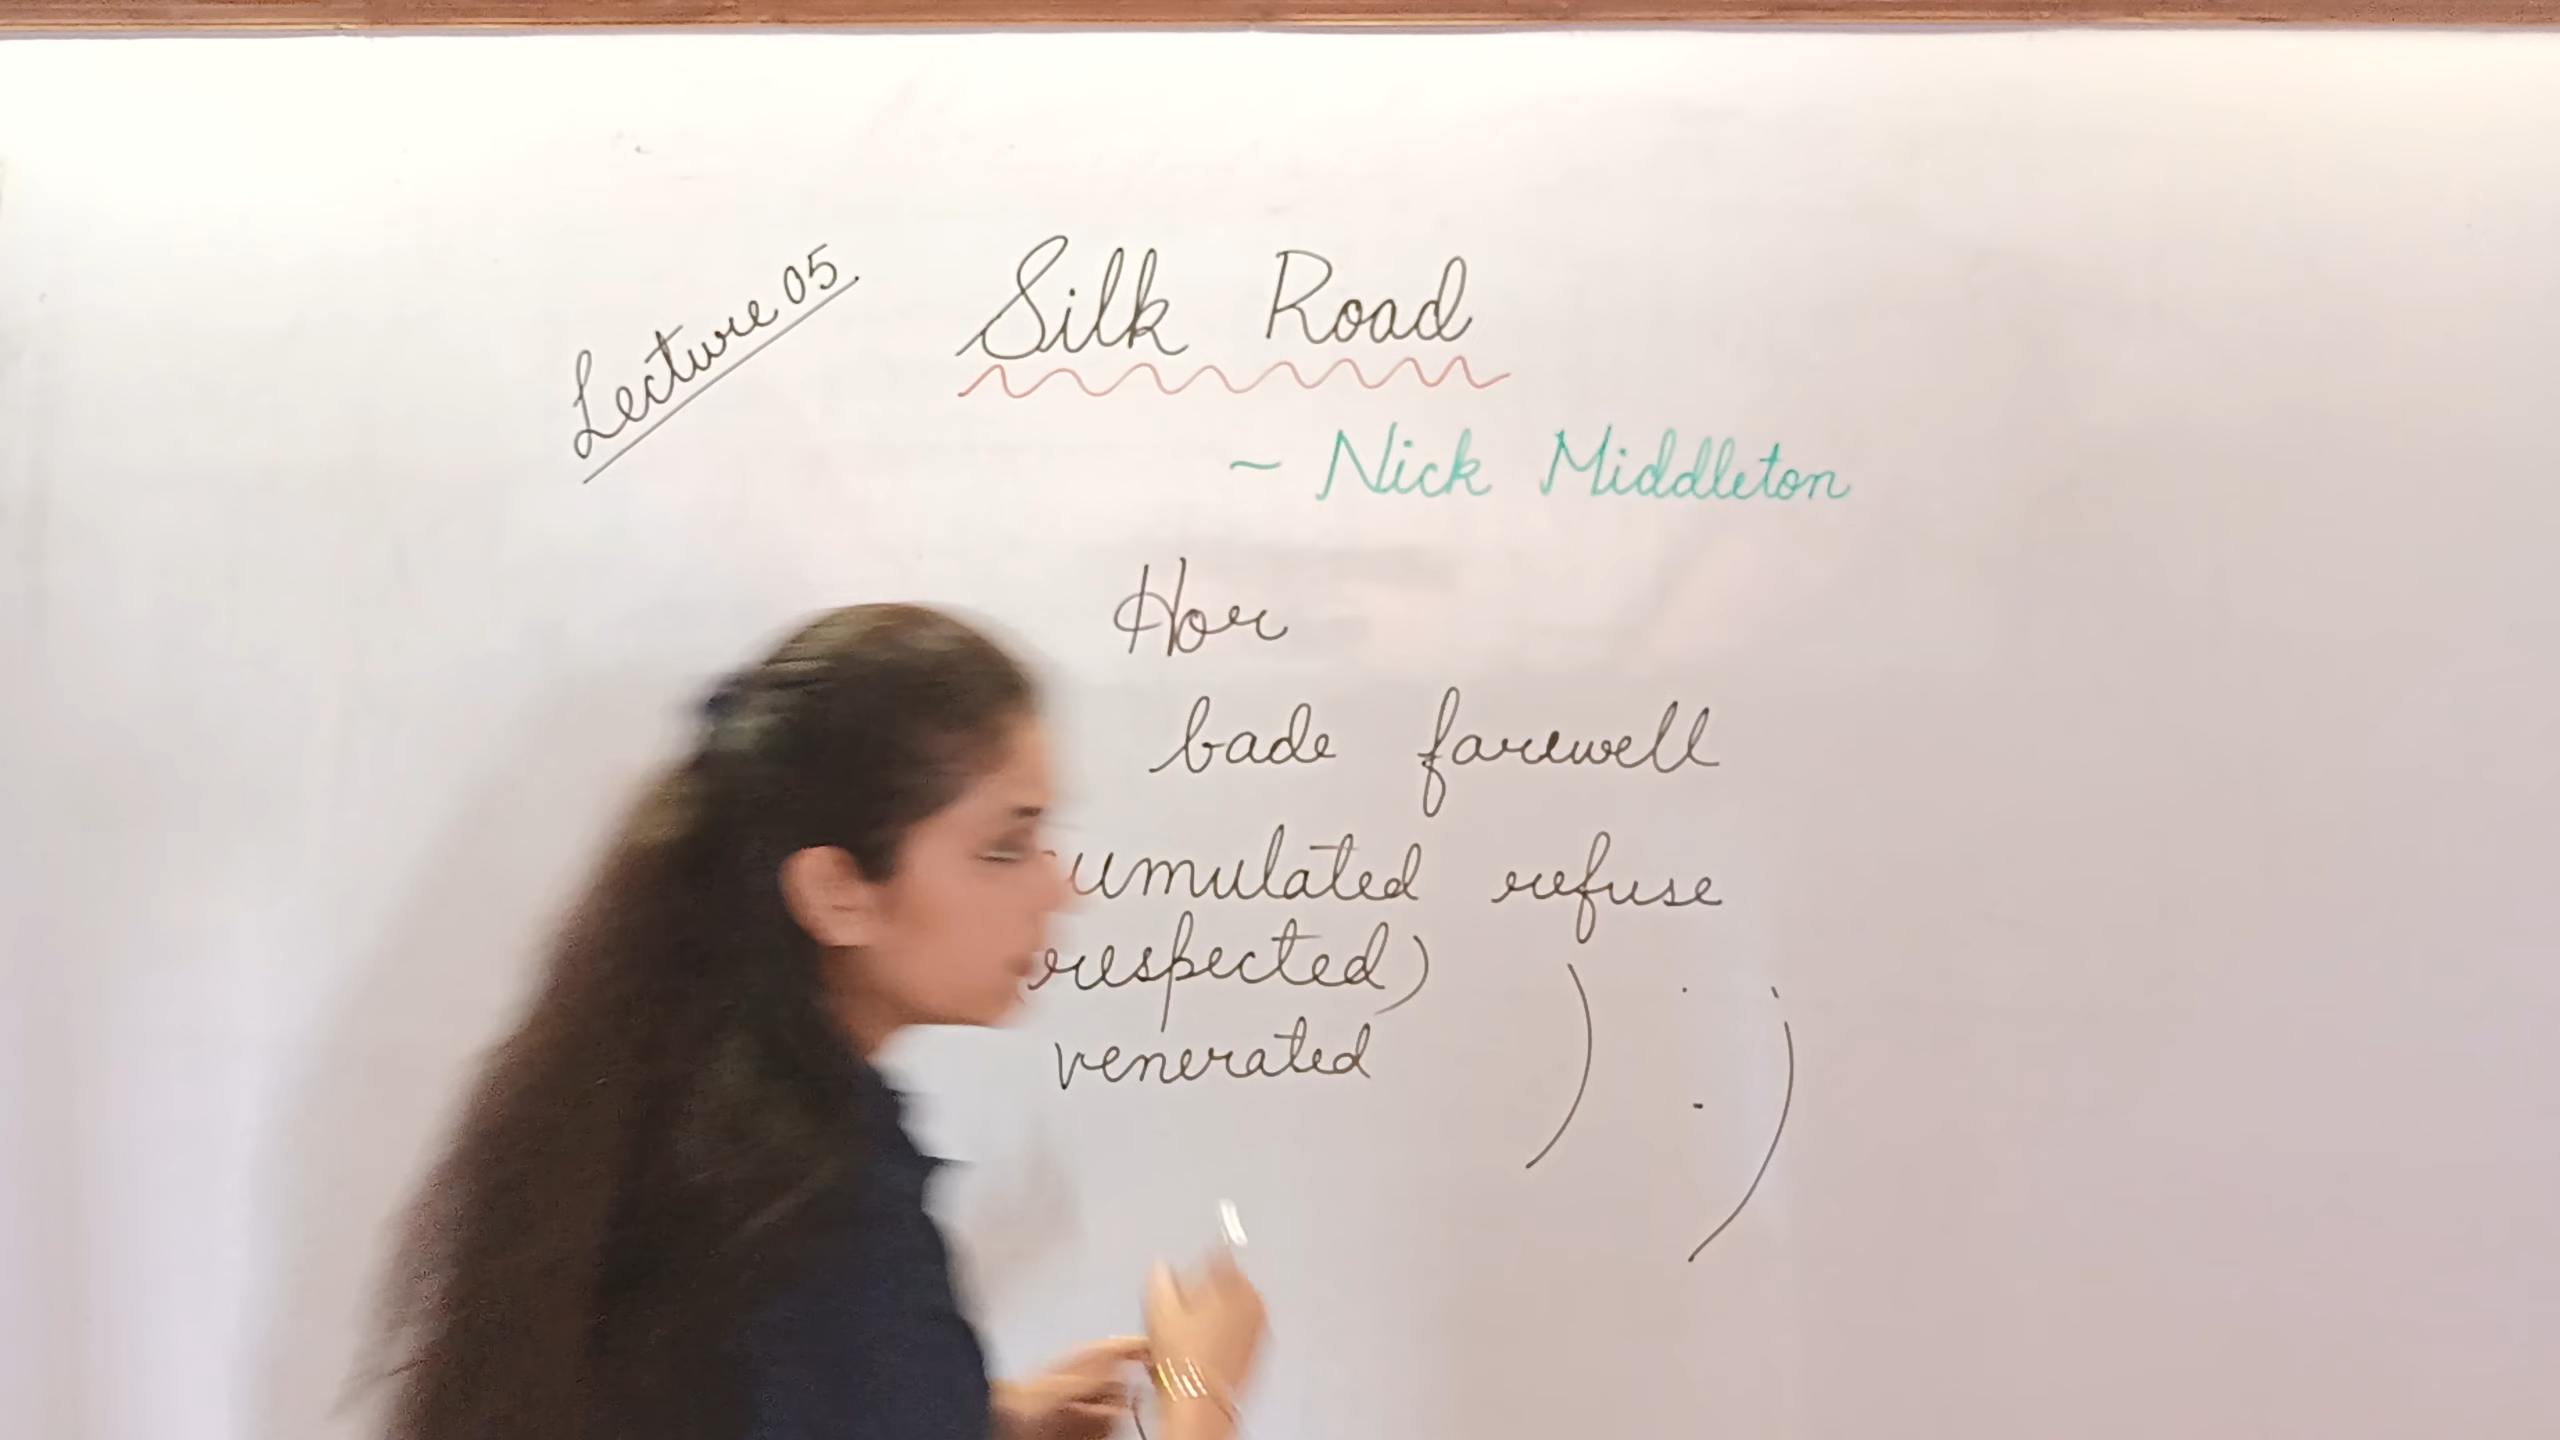 Lecture 05
Silk Road
~ Nick Middleton
Hor
bade farewell
umulated refuse
respected)
venerated